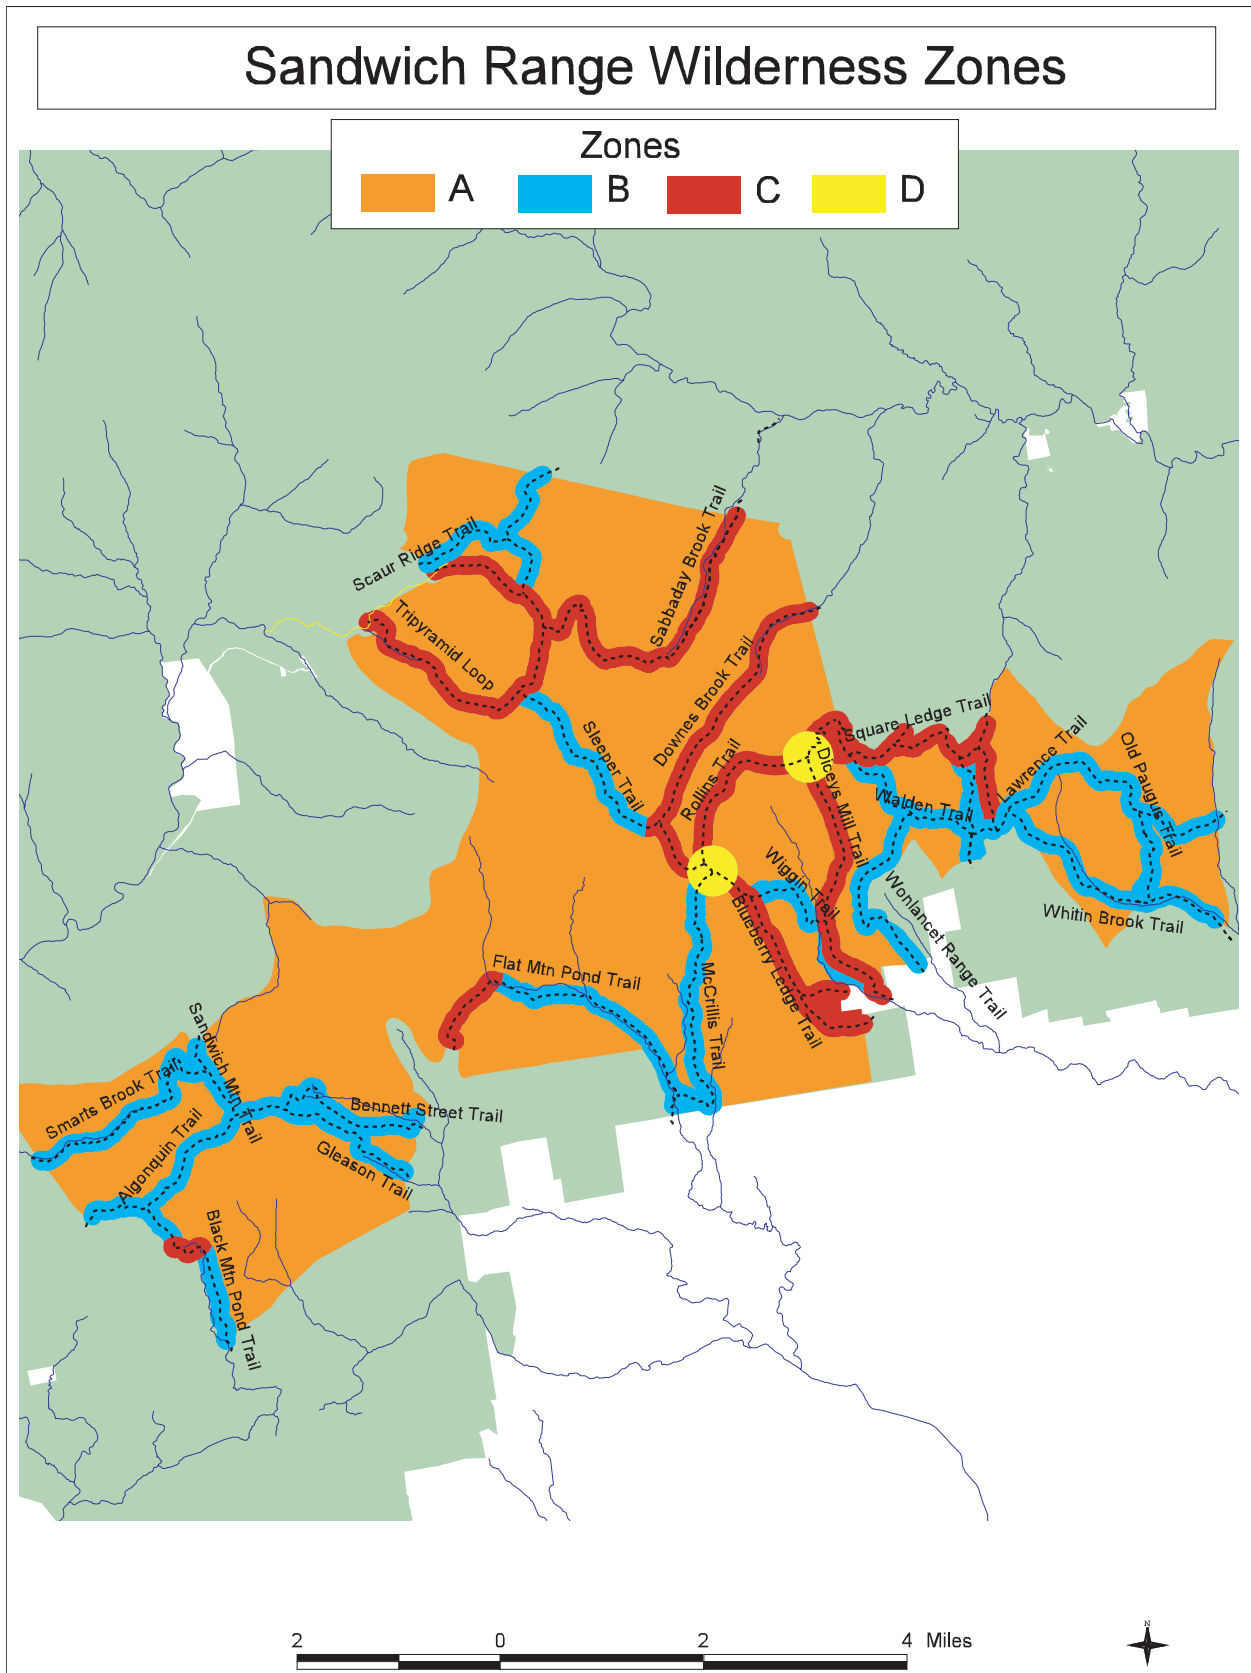 Sandwich Range Wilderness Zones
Zones
A
B
C
D
Scaur Ridge Trail
Sabbaday Brook Trail
Tripyramid Loop
Downes Brook Trail
Sleeper Trail
Rollins Trail
Square Ledge Trail
Diceys Mill Trail
Lawrence Trail
Old Paugus Trail
Walden Trail
Wiggin Trail
Wonlancet Range Trail
Whitin Brook Trail
Blueberry Ledge Trail
McCrillis Trail
Flat Mtn Pond Trail
Sandwich Mtn Trail
Smarts Brook Trail
Algonquin Trail
Bennett Street Trail
Gleason Trail
Black Mtn Pond Trail
2 0 2 4 Miles
N